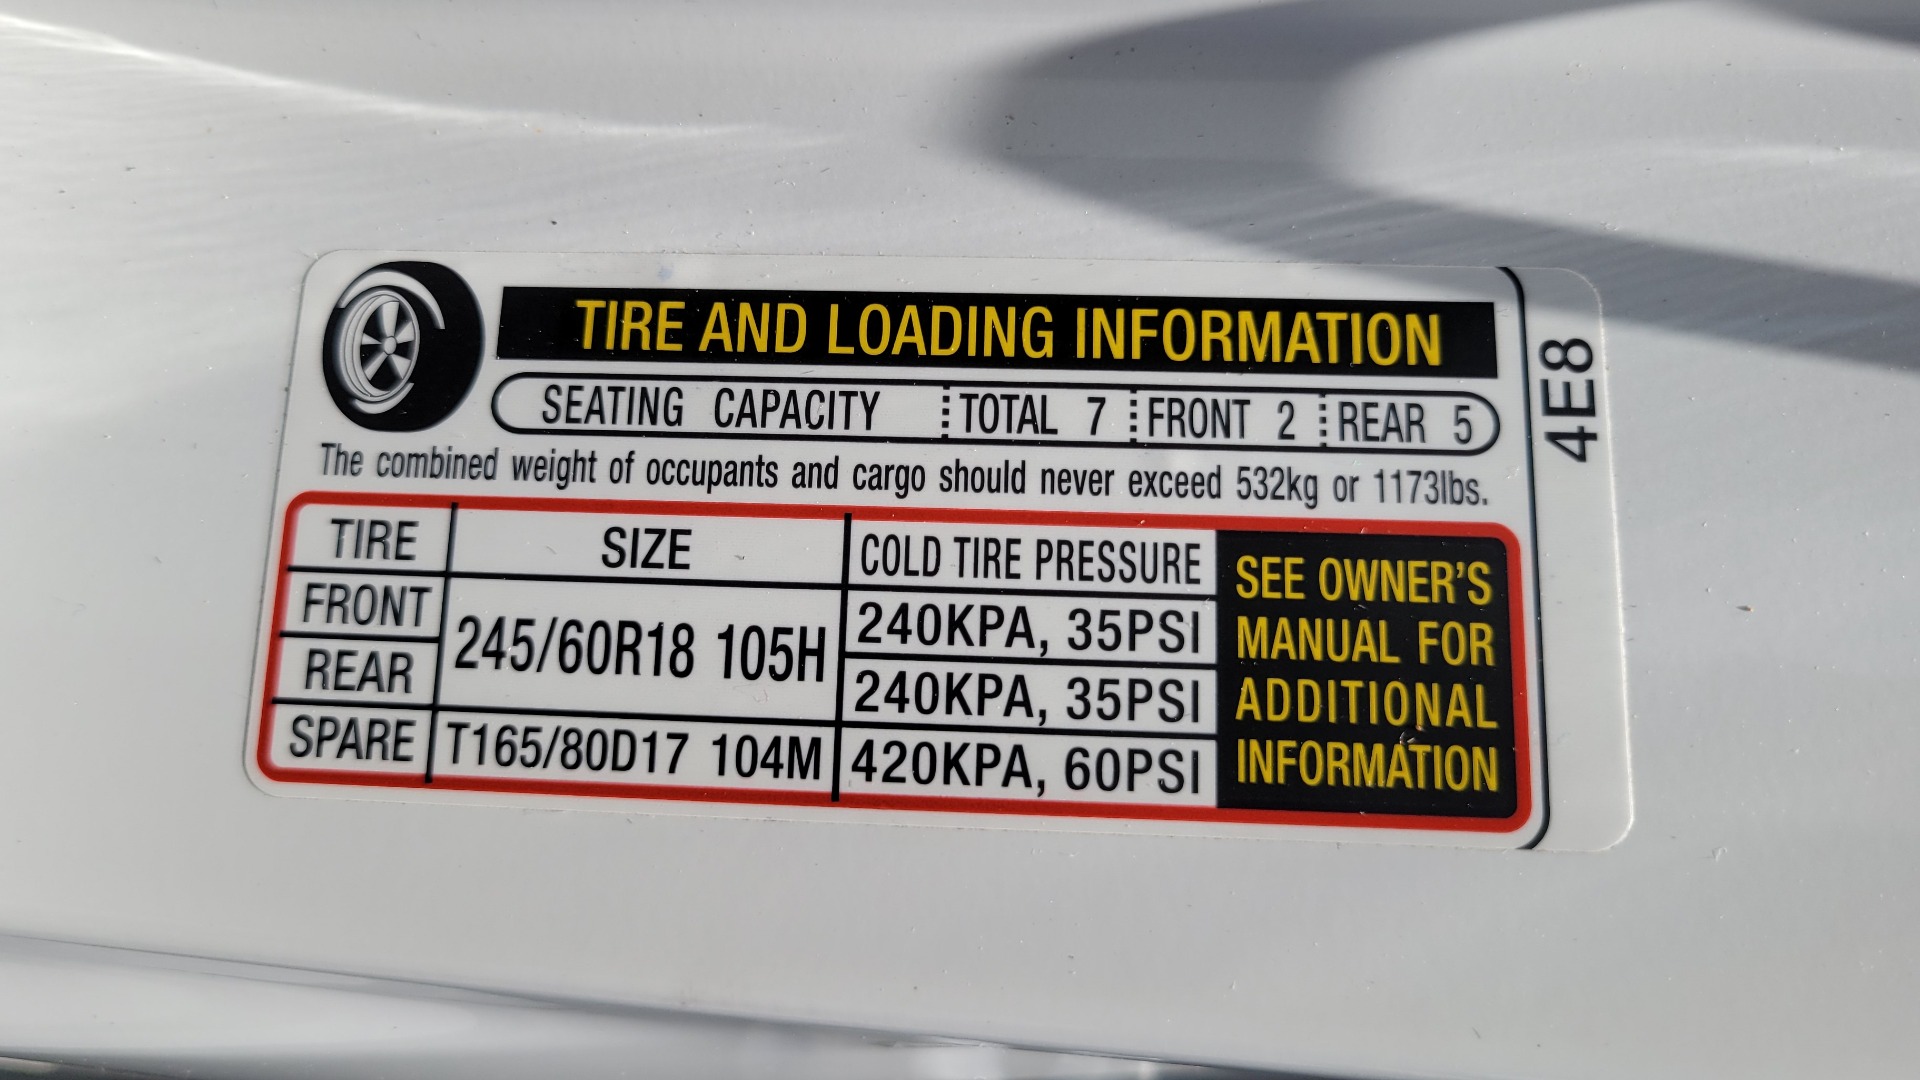 TIRE AND LOADING INFORMATION
SEATING CAPACITY TOTAL 7 FRONT 2 REAR 5
The combined weight of occupants and cargo should never exceed 532kg or 1173lbs.
TIRE SIZE COLD TIRE PRESSURE
FRONT 245/60R18 105H 240KPA, 35PSI
REAR 240KPA, 35PSI
SPARE T165/80D17 104M 420KPA, 60PSI
SEE OWNER'S
MANUAL FOR
ADDITIONAL
INFORMATION
4E8